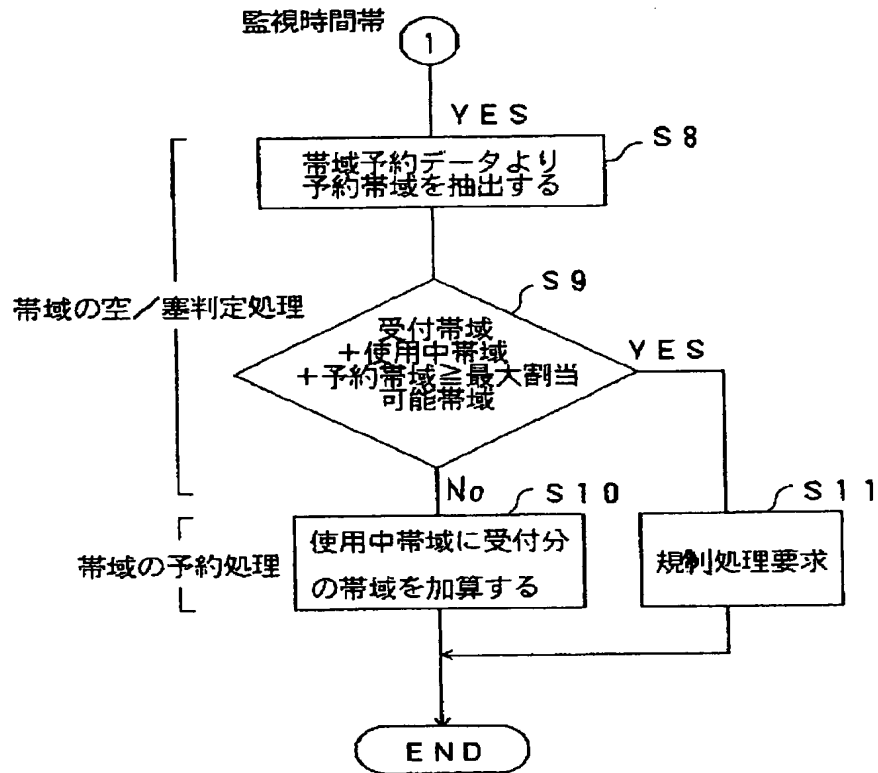 監視時間帯
1
YES
S8
帯域予約データより
予約帯域を抽出する
S9
帯域の空/塞判定処理
受付帯域
+使用中帯域
+予約帯域≧最大割当
可能帯域
YES
No
S10
S11
帯域の予約処理
使用中帯域に受付分
の帯域を加算する
規制処理要求
END